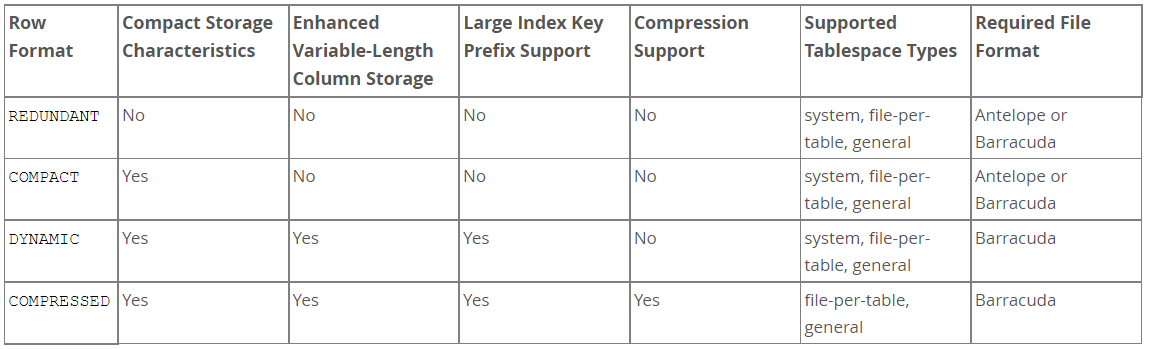 Row Format | Compact Storage Characteristics | Enhanced Variable-Length Column Storage | Large Index Key Prefix Support | Compression Support | Supported Tablespace Types | Required File Format
REDUNDANT | No | No | No | No | system, file-per-table, general | Antelope or Barracuda
COMPACT | Yes | No | No | No | system, file-per-table, general | Antelope or Barracuda
DYNAMIC | Yes | Yes | Yes | No | system, file-per-table, general | Barracuda
COMPRESSED | Yes | Yes | Yes | Yes | file-per-table, general | Barracuda